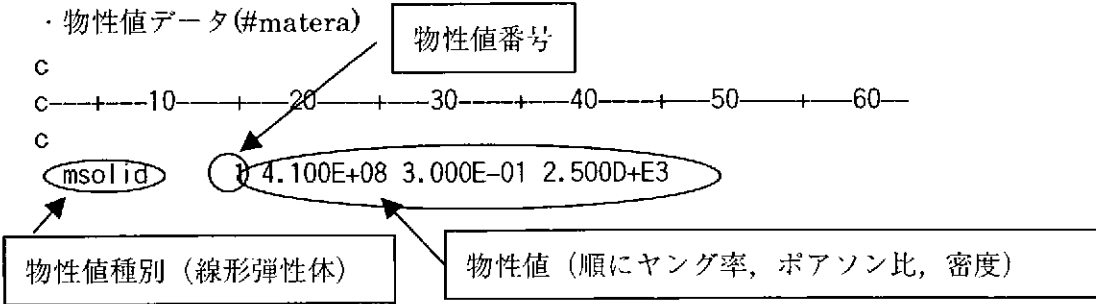 ・物性値データ(#matera)
物性値番号
c
c----+---10----+---20----+---30----+---40----+---50----+---60--
c
msolid 1 4.100E+08 3.000E-01 2.500D+E3
物性値種別（線形弾性体）
物性値（順にヤング率，ポアソン比，密度）